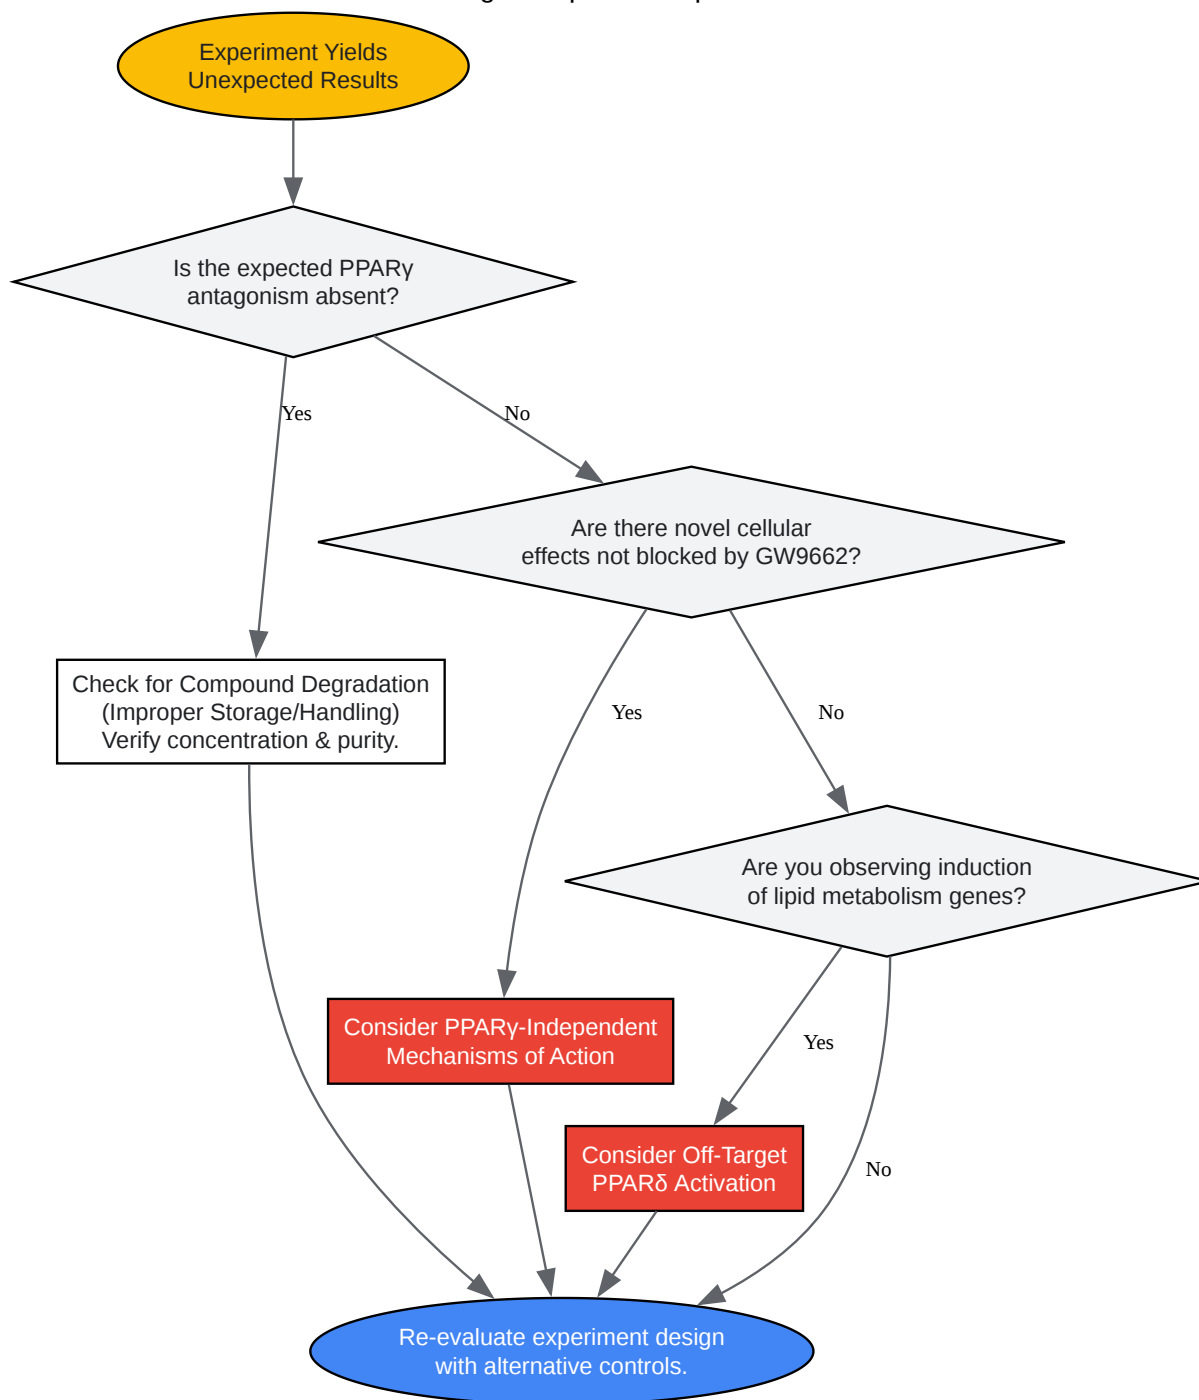 Experiment Yields
Unexpected Results
Is the expected PPARγ
antagonism absent?
Yes
No
Are there novel cellular
effects not blocked by GW9662?
Check for Compound Degradation
(Improper Storage/Handling)
Verify concentration & purity.
Yes
No
Are you observing induction
of lipid metabolism genes?
Consider PPARγ-Independent
Mechanisms of Action
Yes
Consider Off-Target
PPARδ Activation
No
Re-evaluate experiment design
with alternative controls.